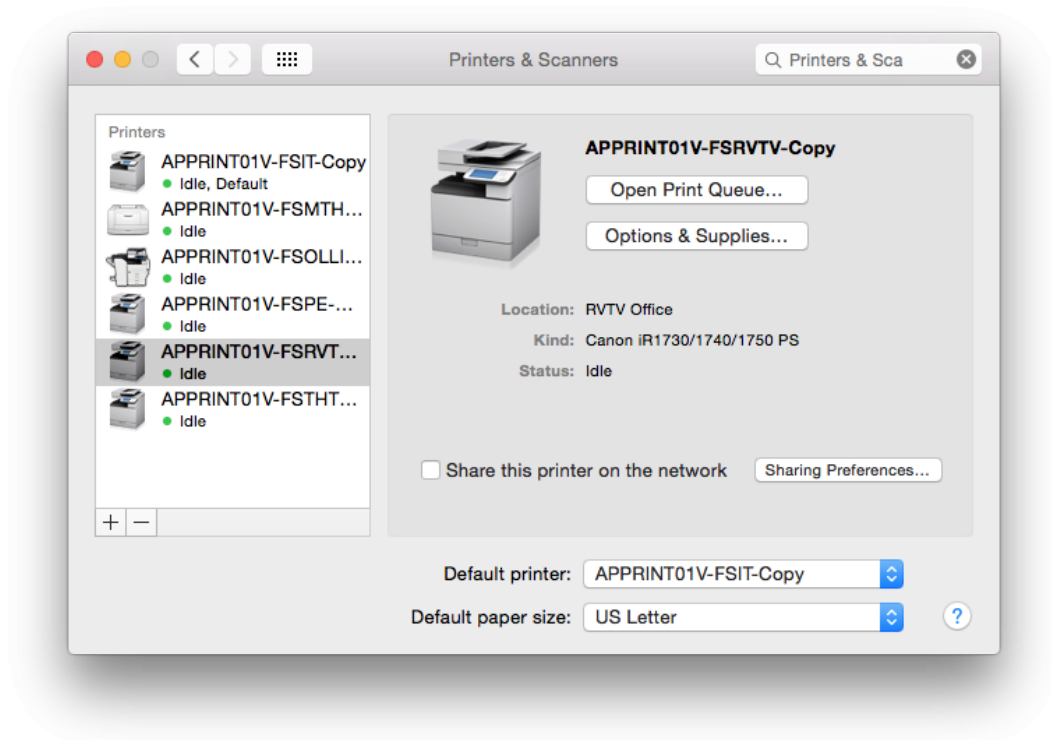 Printers & Scanners
Printers & Sca
Printers
APPRINT01V-FSIT-Copy
Idle, Default
APPRINT01V-FSMTH...
Idle
APPRINT01V-FSOLLI...
Idle
APPRINT01V-FSPE-...
Idle
APPRINT01V-FSRVT...
Idle
APPRINT01V-FSTHT...
Idle
APPRINT01V-FSRVTV-Copy
Open Print Queue...
Options & Supplies...
Location: RVTV Office
Kind: Canon iR1730/1740/1750 PS
Status: Idle
Share this printer on the network
Sharing Preferences...
Default printer: APPRINT01V-FSIT-Copy
Default paper size: US Letter
?